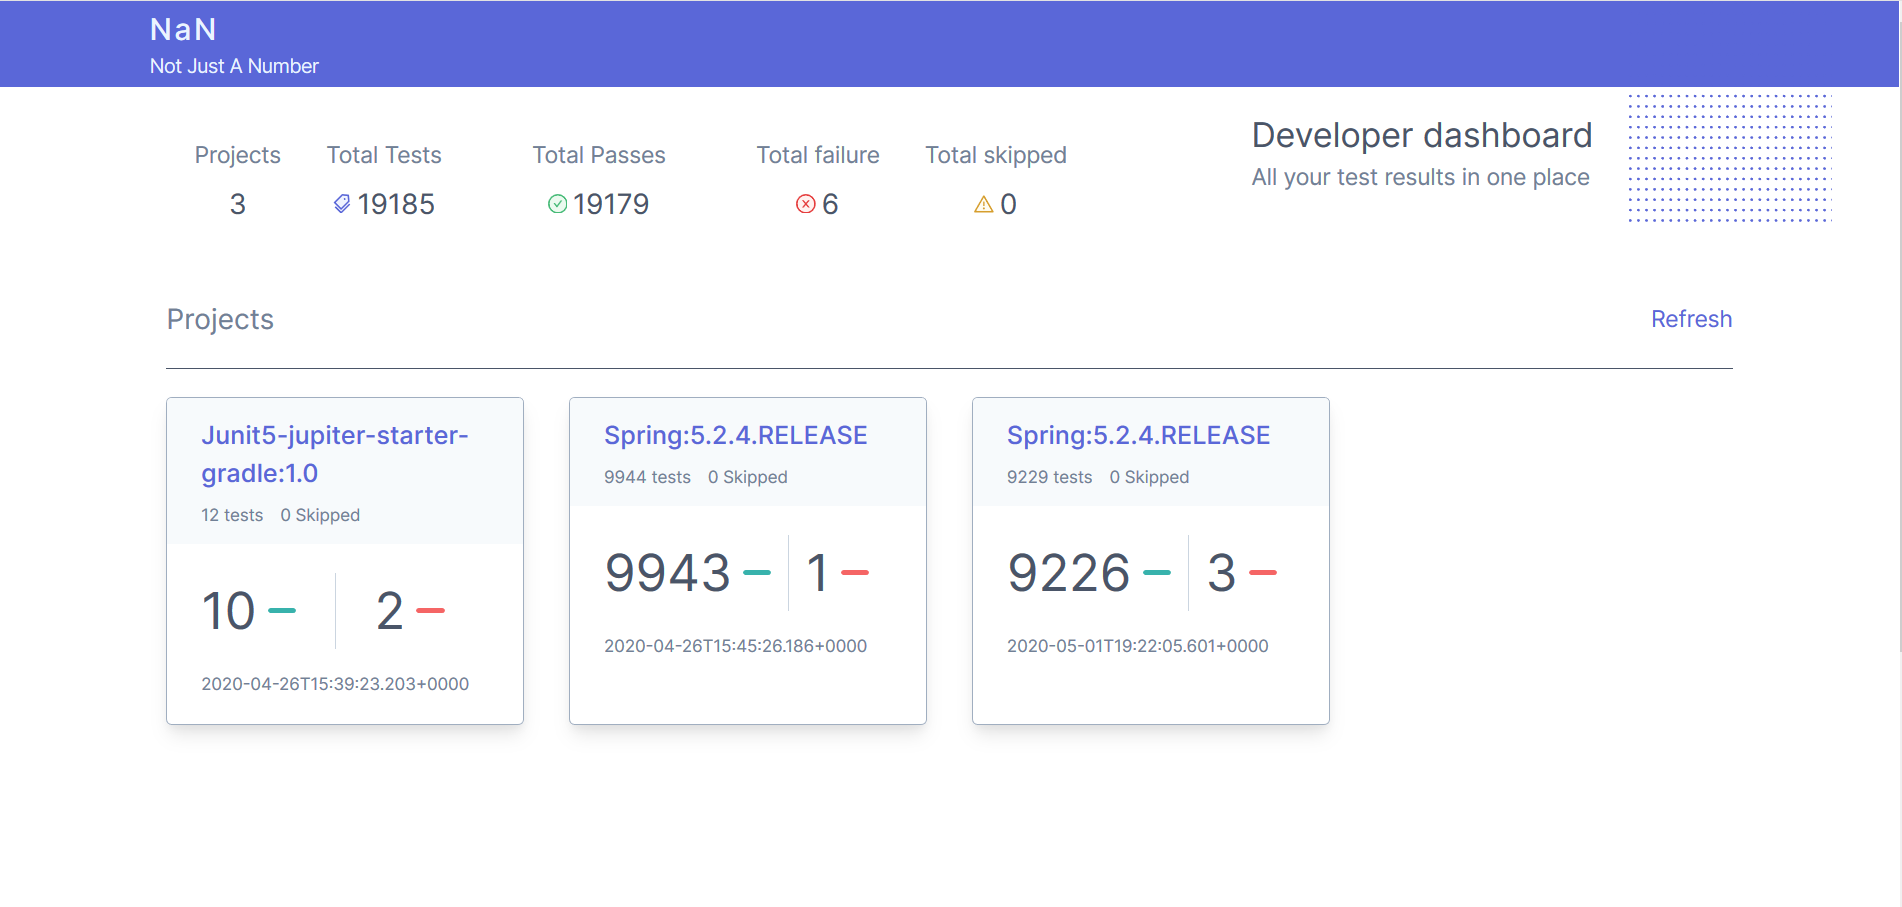 NaN
Not Just A Number
Projects
3
Total Tests
19185
Total Passes
19179
Total failure
6
Total skipped
0
Developer dashboard
All your test results in one place
Projects
Refresh
Junit5-jupiter-starter-
gradle:1.0
12 tests 0 Skipped
10 2
2020-04-26T15:39:23.203+0000
Spring:5.2.4.RELEASE
9944 tests 0 Skipped
9943 1
2020-04-26T15:45:26.186+0000
Spring:5.2.4.RELEASE
9229 tests 0 Skipped
9226 3
2020-05-01T19:22:05.601+0000